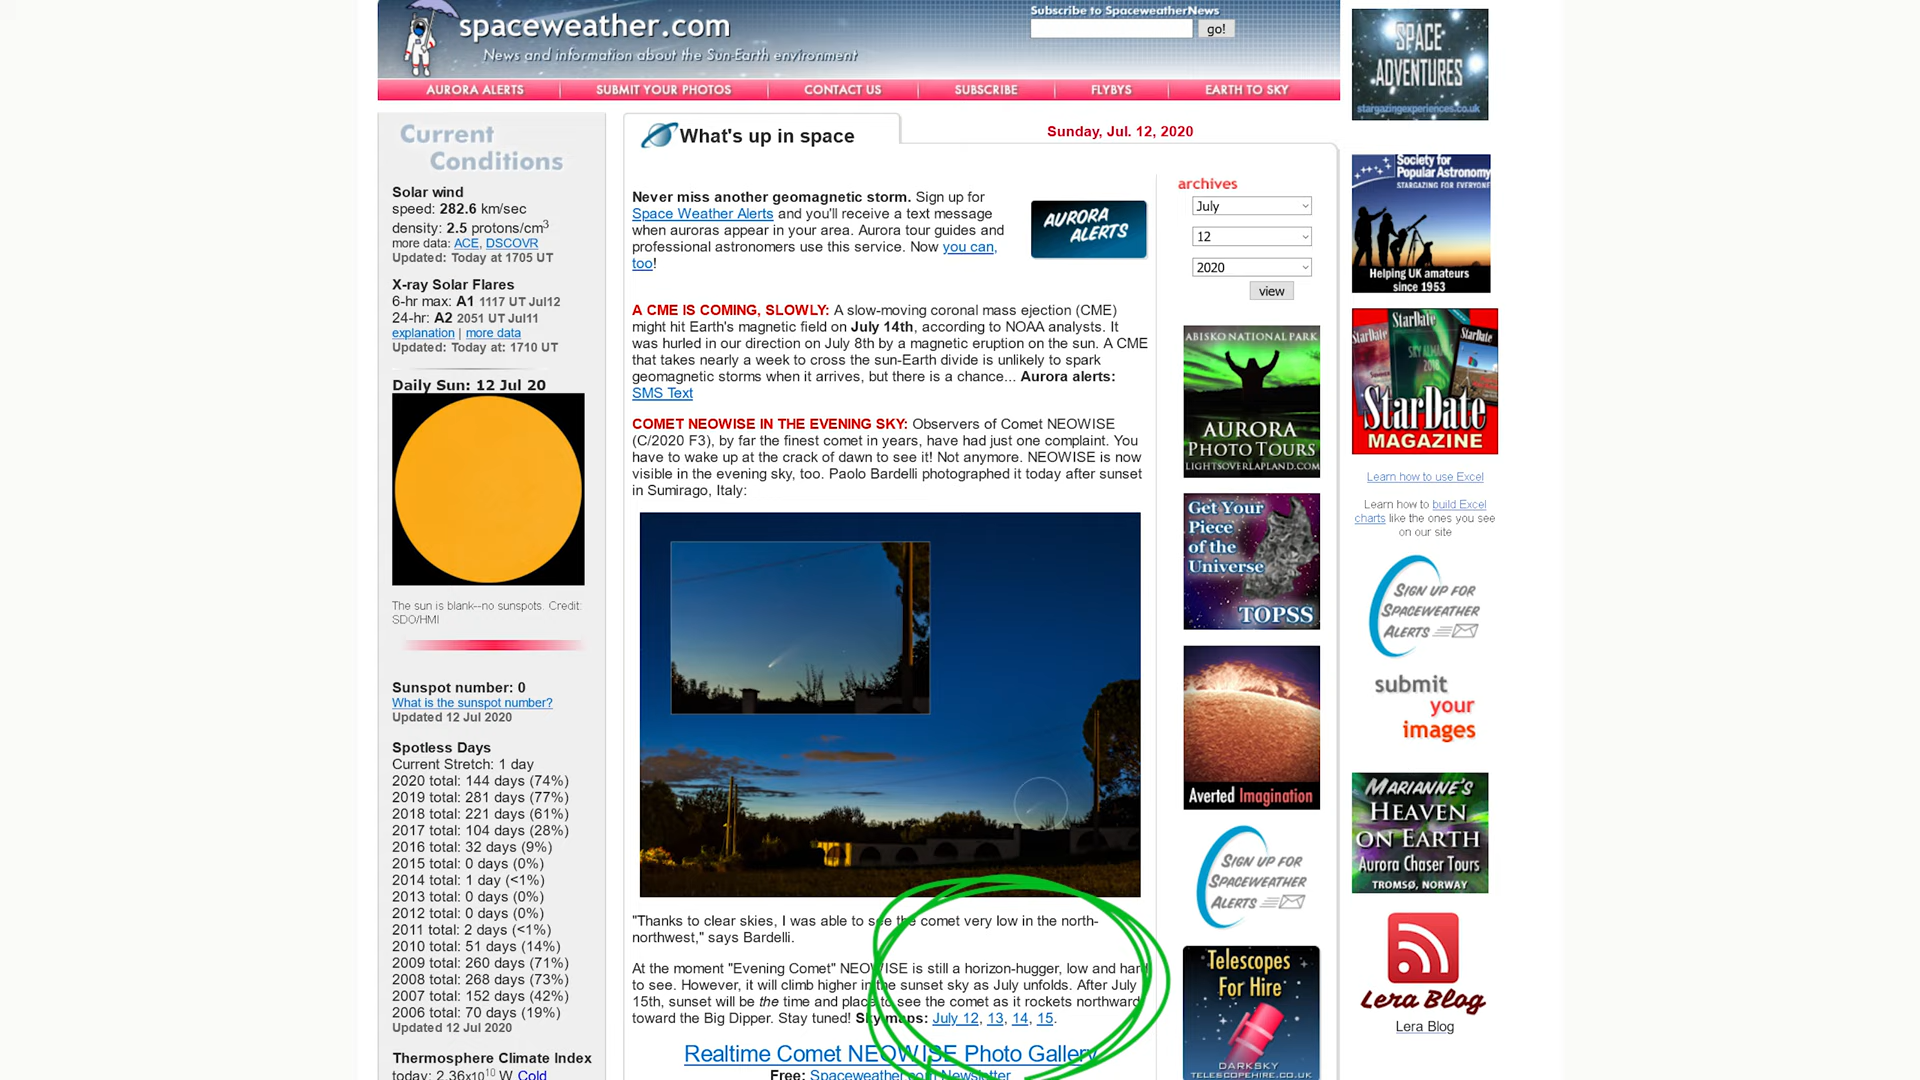 spaceweather.com
News and information about the Sun-Earth environment
Subscribe to SpaceweatherNews
go!
AURORA ALERTS
SUBMIT YOUR PHOTOS
CONTACT US
SUBSCRIBE
FLYBYS
EARTH TO SKY
Current
Conditions
Solar wind
speed: 282.6 km/sec
density: 2.5 protons/cm3
more data: ACE, DSCOVR
Updated: Today at 1705 UT
X-ray Solar Flares
6-hr max: A1 1117 UT Jul12
24-hr: A2 2051 UT Jul11
explanation | more data
Updated: Today at: 1710 UT
Daily Sun: 12 Jul 20
The sun is blank--no sunspots. Credit:
SDO/HMI
Sunspot number: 0
What is the sunspot number?
Updated 12 Jul 2020
Spotless Days
Current Stretch: 1 day
2020 total: 144 days (74%)
2019 total: 281 days (77%)
2018 total: 221 days (61%)
2017 total: 104 days (28%)
2016 total: 32 days (9%)
2015 total: 0 days (0%)
2014 total: 1 day (<1%)
2013 total: 0 days (0%)
2012 total: 0 days (0%)
2011 total: 2 days (<1%)
2010 total: 51 days (14%)
2009 total: 260 days (71%)
2008 total: 268 days (73%)
2007 total: 152 days (42%)
2006 total: 70 days (19%)
Updated 12 Jul 2020
Thermosphere Climate Index
today: 2.36x10^10 W Cold
What's up in space
Sunday, Jul. 12, 2020
Never miss another geomagnetic storm. Sign up for
Space Weather Alerts and you'll receive a text message
when auroras appear in your area. Aurora tour guides and
professional astronomers use this service. Now you can,
too!
AURORA
ALERTS
A CME IS COMING, SLOWLY: A slow-moving coronal mass ejection (CME)
might hit Earth's magnetic field on July 14th, according to NOAA analysts. It
was hurled in our direction on July 8th by a magnetic eruption on the sun. A CME
that takes nearly a week to cross the sun-Earth divide is unlikely to spark
geomagnetic storms when it arrives, but there is a chance... Aurora alerts:
SMS Text
COMET NEOWISE IN THE EVENING SKY: Observers of Comet NEOWISE
(C/2020 F3), by far the finest comet in years, have had just one complaint. You
have to wake up at the crack of dawn to see it! Not anymore. NEOWISE is now
visible in the evening sky, too. Paolo Bardelli photographed it today after sunset
in Sumirago, Italy:
"Thanks to clear skies, I was able to see the comet very low in the north-
northwest," says Bardelli.
At the moment "Evening Comet" NEOWISE is still a horizon-hugger, low and hard
to see. However, it will climb higher in the sunset sky as July unfolds. After July
15th, sunset will be the time and place to see the comet as it rockets northward
toward the Big Dipper. Stay tuned! Sky maps: July 12, 13, 14, 15.
Realtime Comet NEOWISE Photo Gallery
Free: Spaceweather.com Newsletter
archives
July
12
2020
view
ABISKO NATIONAL PARK
AURORA
PHOTO TOURS
LIGHTSOVERLAPLAND.COM
Get Your
Piece
of the
Universe
TOPSS
Averted Imagination
SIGN UP FOR
SPACEWEATHER
ALERTS
Telescopes
For Hire
DARKSKY
TELESCOPEHIRE.CO.UK
SPACE
ADVENTURES
stargazingexperiences.co.uk
Society for
Popular Astronomy
STARGAZING FOR EVERYONE
Helping UK amateurs
since 1953
StarDate
StarDate
StarDate
SKY ALMANAC
2018
StarDate
MAGAZINE
Learn how to use Excel
Learn how to build Excel
charts like the ones you see
on our site
SIGN UP FOR
SPACEWEATHER
ALERTS
submit
your
images
MARIANNE'S
HEAVEN
ON EARTH
Aurora Chaser Tours
TROMSØ, NORWAY
Lera Blog
Lera Blog